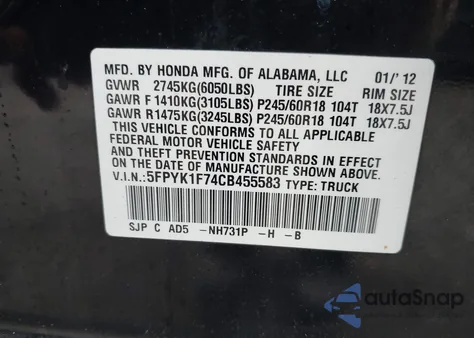 MFD. BY HONDA MFG. OF ALABAMA, LLC 01/'12
GVWR 2745KG(6050LBS) TIRE SIZE RIM SIZE
GAWR F 1410KG(3105LBS) P245/60R18 104T 18X7.5J
GAWR R1475KG(3245LBS) P245/60R18 104T 18X7.5J
THIS VEHICLE CONFORMS TO ALL APPLICABLE
FEDERAL MOTOR VEHICLE SAFETY
AND THEFT PREVENTION STANDARDS IN EFFECT
ON THE DATE OF MANUFACTURE SHOWN ABOVE.
V.I.N.:5FPYK1F74CB455583 TYPE: TRUCK
SJP C AD5 -NH731P -H -B
autoSnap